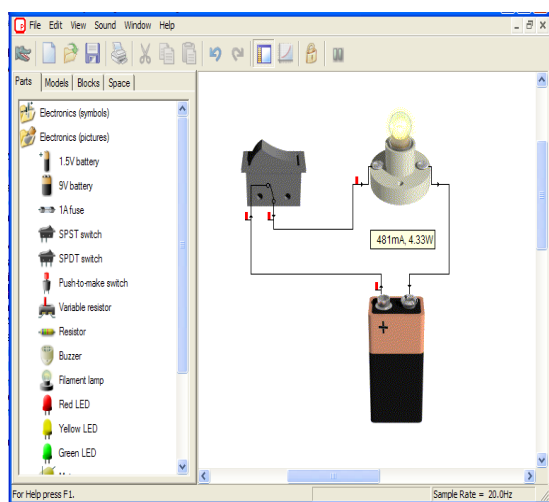 File Edit View Sound Window Help
Parts Models Blocks Space
Electronics (symbols)
Electronics (pictures)
1.5V battery
9V battery
1A fuse
SPST switch
SPDT switch
Push-to-make switch
Variable resistor
Resistor
Buzzer
Filament lamp
Red LED
Yellow LED
Green LED
L
L
L
481mA, 4.33W
L
+
For Help press F1.
Sample Rate = 20.0Hz